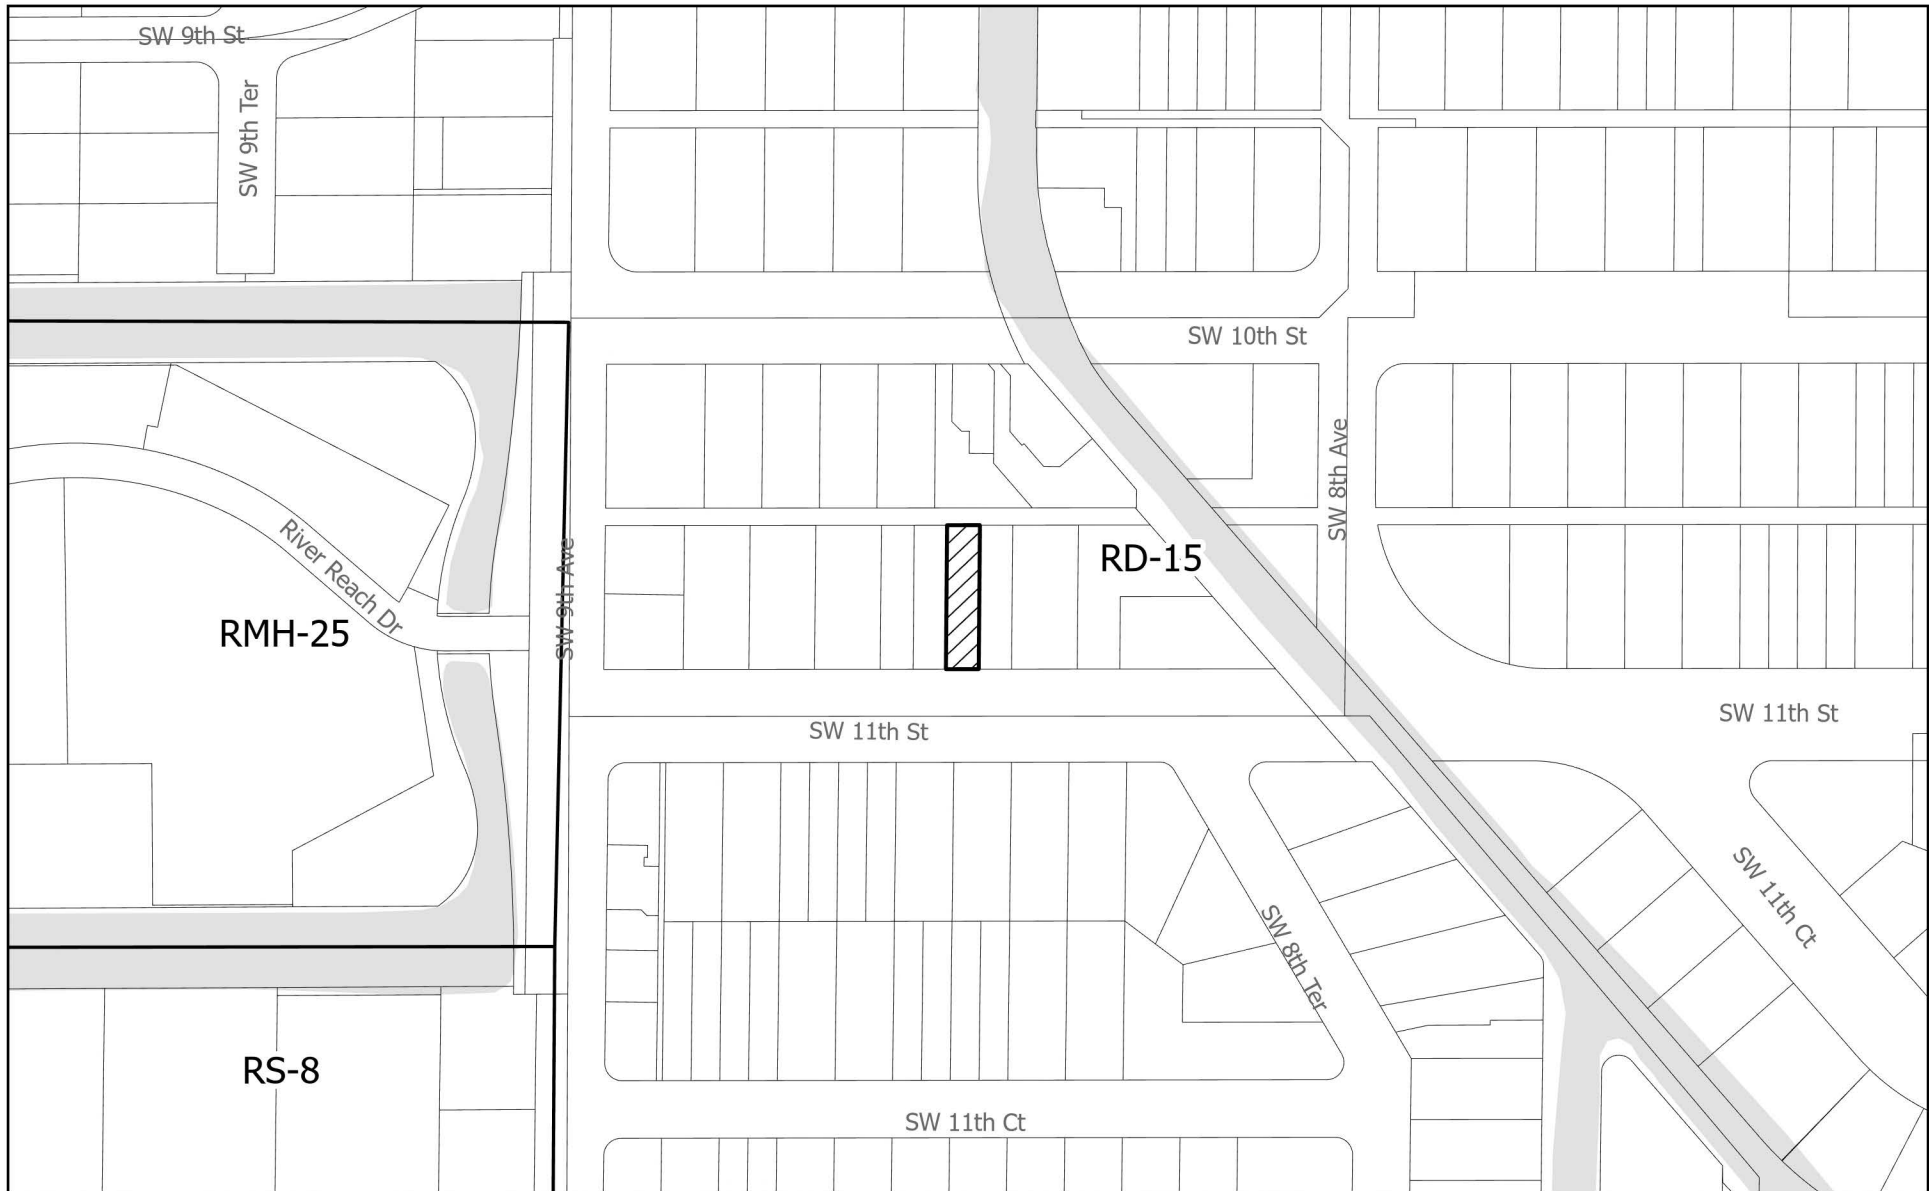 SW 9th St
SW 9th Ter
SW 10th St
SW 8th Ave
River Reach Dr
SW 9th Ave
RD-15
RMH-25
SW 11th St
SW 11th St
SW 11th Ct
SW 8th Ter
RS-8
SW 11th Ct